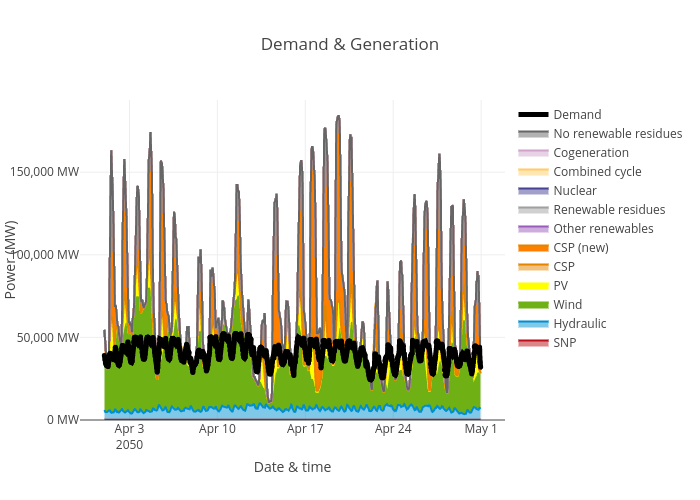 Demand & Generation
Demand
No renewable residues
Cogeneration
Combined cycle
Nuclear
Renewable residues
Other renewables
CSP (new)
CSP
PV
Wind
Hydraulic
SNP
150,000 MW
100,000 MW
50,000 MW
0 MW
Power (MW)
Apr 3
2050
Apr 10
Apr 17
Apr 24
May 1
Date & time